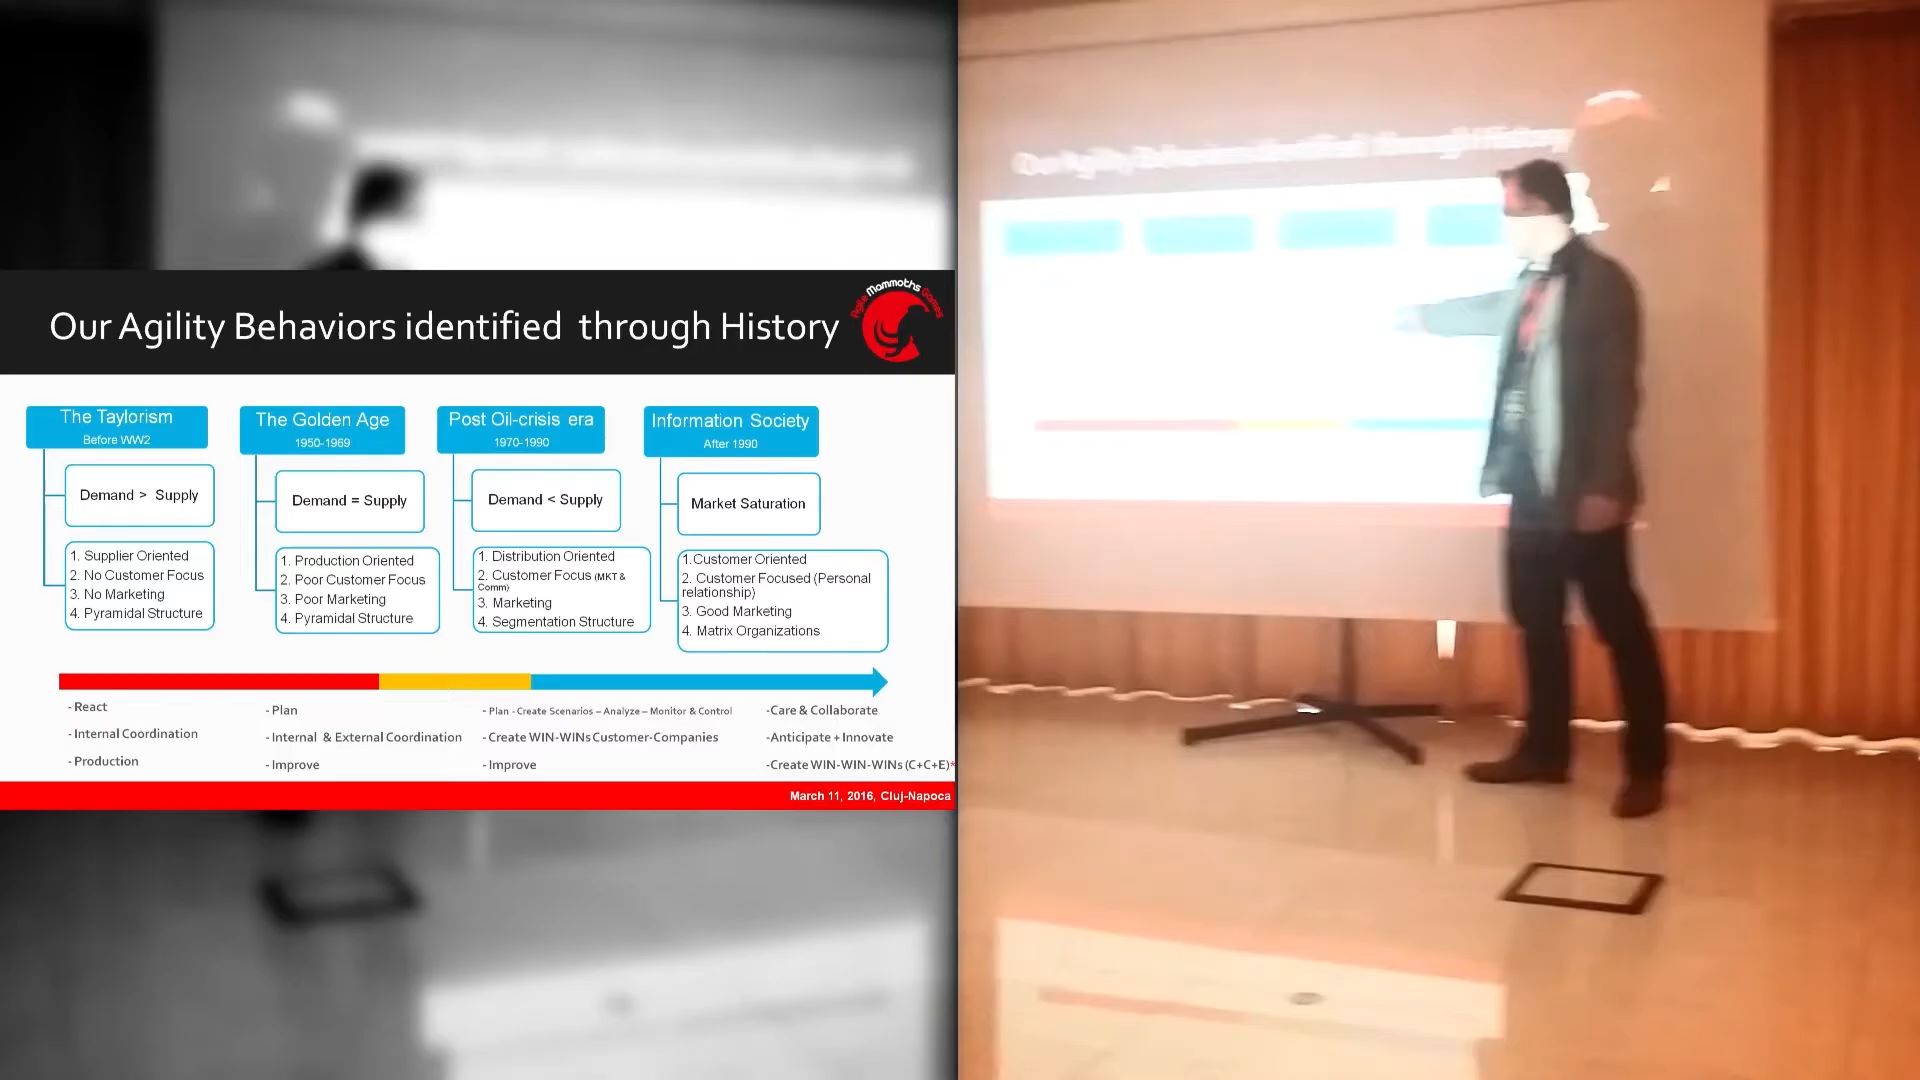 Our Agility Behaviors identified through History
Agile Mammoths Games
The Taylorism
Before WW2
Demand > Supply
1. Supplier Oriented
2. No Customer Focus
3. No Marketing
4. Pyramidal Structure
The Golden Age
1950-1969
Demand = Supply
1. Production Oriented
2. Poor Customer Focus
3. Poor Marketing
4. Pyramidal Structure
Post Oil-crisis era
1970-1990
Demand < Supply
1. Distribution Oriented
2. Customer Focus (MKT &
Comm)
3. Marketing
4. Segmentation Structure
Information Society
After 1990
Market Saturation
1.Customer Oriented
2. Customer Focused (Personal
relationship)
3. Good Marketing
4. Matrix Organizations
- React
- Internal Coordination
- Production
- Plan
- Internal & External Coordination
- Improve
- Plan - Create Scenarios – Analyze – Monitor & Control
- Create WIN-WINs Customer-Companies
- Improve
-Care & Collaborate
-Anticipate + Innovate
-Create WIN-WIN-WINs (C+C+E)*
March 11, 2016, Cluj-Napoca
Our Agility Behaviors identified through History